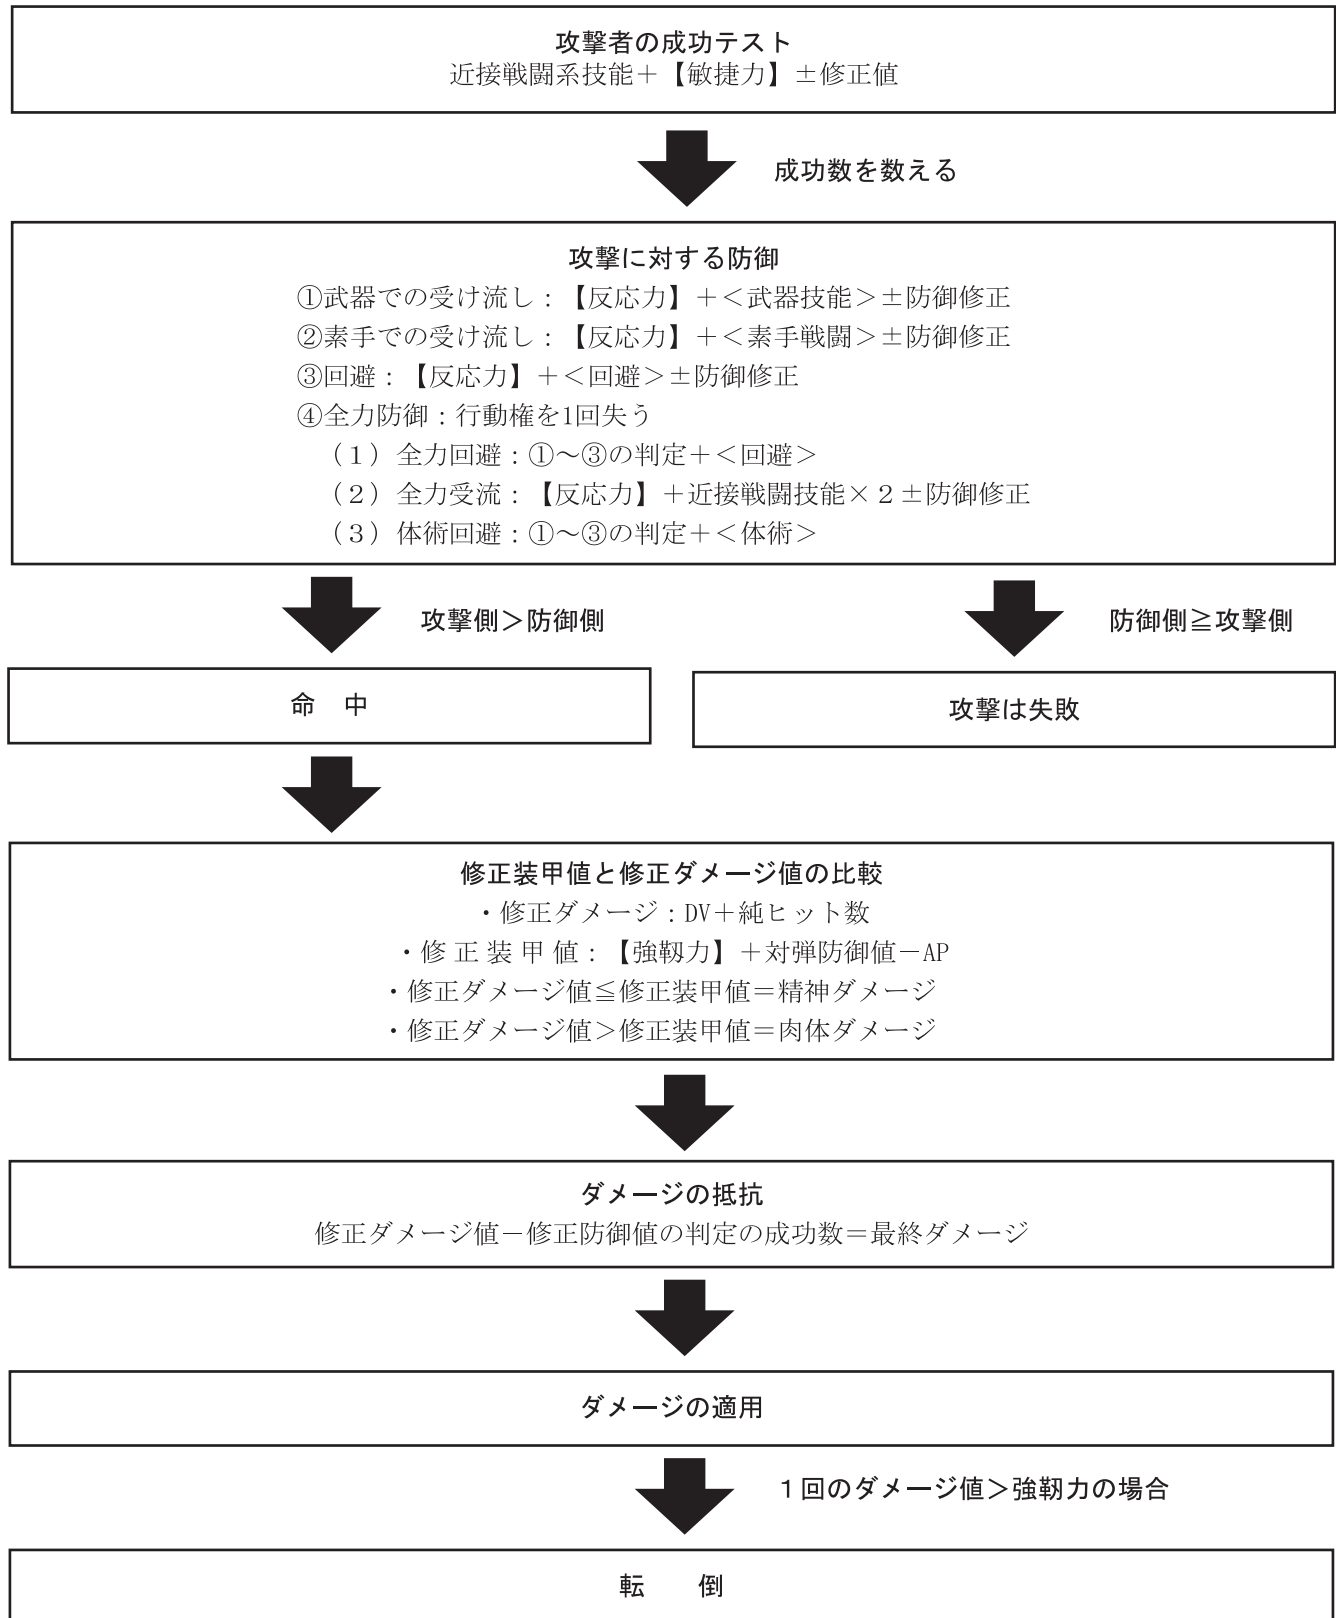 攻撃者の成功テスト
近接戦闘系技能＋【敏捷力】±修正値
成功数を数える
攻撃に対する防御
①武器での受け流し：【反応力】＋＜武器技能＞±防御修正
②素手での受け流し：【反応力】＋＜素手戦闘＞±防御修正
③回避：【反応力】＋＜回避＞±防御修正
④全力防御：行動権を1回失う
（１）全力回避：①～③の判定＋＜回避＞
（２）全力受流：【反応力】＋近接戦闘技能×２±防御修正
（３）体術回避：①～③の判定＋＜体術＞
攻撃側＞防御側
防御側≧攻撃側
命　中
攻撃は失敗
修正装甲値と修正ダメージ値の比較
・修正ダメージ：DV＋純ヒット数
・修 正 装 甲 値：【強靱力】＋対弾防御値－AP
・修正ダメージ値≦修正装甲値＝精神ダメージ
・修正ダメージ値＞修正装甲値＝肉体ダメージ
ダメージの抵抗
修正ダメージ値－修正防御値の判定の成功数＝最終ダメージ
ダメージの適用
１回のダメージ値＞強靱力の場合
転　　倒